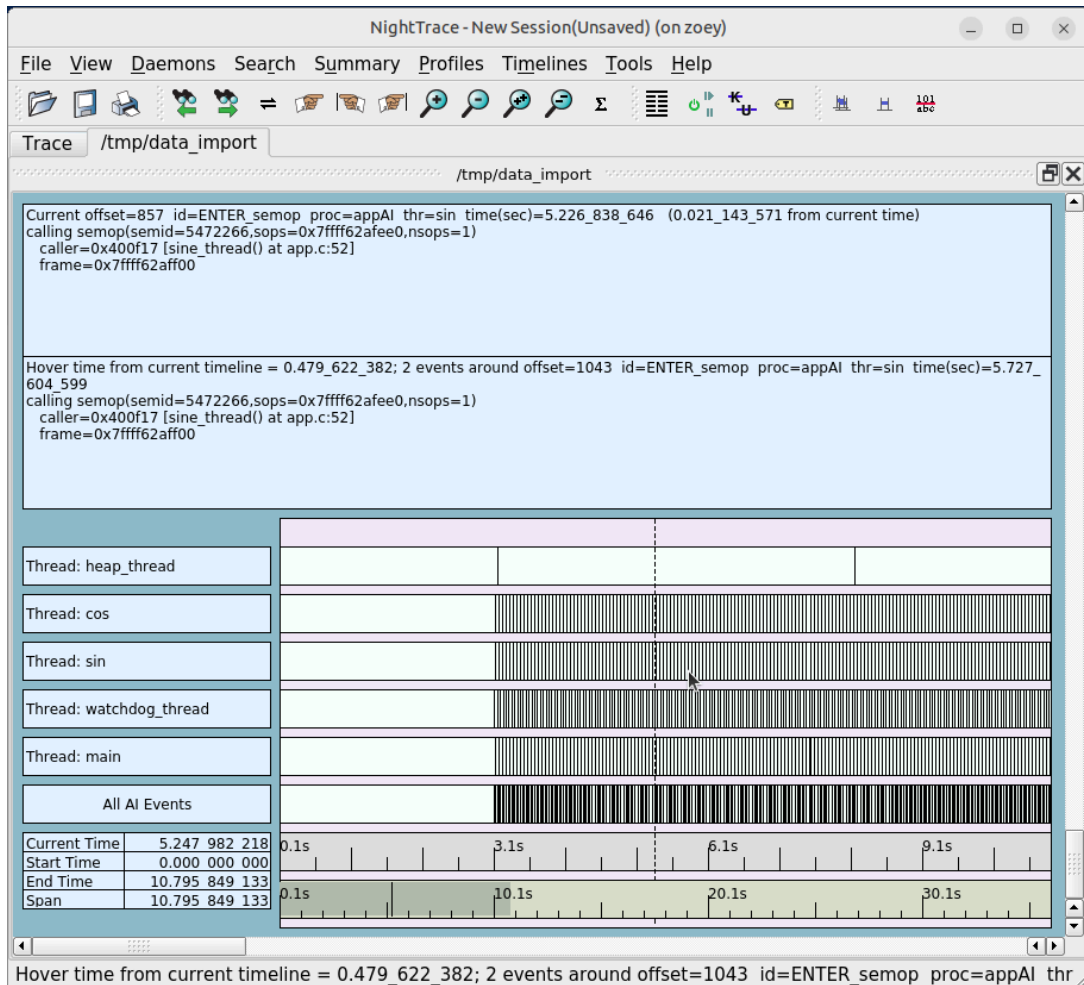 NightTrace - New Session(Unsaved) (on zoey)
File View Daemons Search Summary Profiles Timelines Tools Help
Σ
101
abc
Trace /tmp/data_import
/tmp/data_import
Current offset=857 id=ENTER_semop proc=appAI thr=sin time(sec)=5.226_838_646 (0.021_143_571 from current time)
calling semop(semid=5472266,sops=0x7ffff62afee0,nsops=1)
caller=0x400f17 [sine_thread() at app.c:52]
frame=0x7ffff62aff00
Hover time from current timeline = 0.479_622_382; 2 events around offset=1043 id=ENTER_semop proc=appAI thr=sin time(sec)=5.727_
604_599
calling semop(semid=5472266,sops=0x7ffff62afee0,nsops=1)
caller=0x400f17 [sine_thread() at app.c:52]
frame=0x7ffff62aff00
Thread: heap_thread
Thread: cos
Thread: sin
Thread: watchdog_thread
Thread: main
All AI Events
Current Time 5.247 982 218 0.1s 3.1s 6.1s 9.1s
Start Time 0.000 000 000
End Time 10.795 849 133
Span 10.795 849 133 0.1s 10.1s 20.1s 30.1s
Hover time from current timeline = 0.479_622_382; 2 events around offset=1043 id=ENTER_semop proc=appAI thr